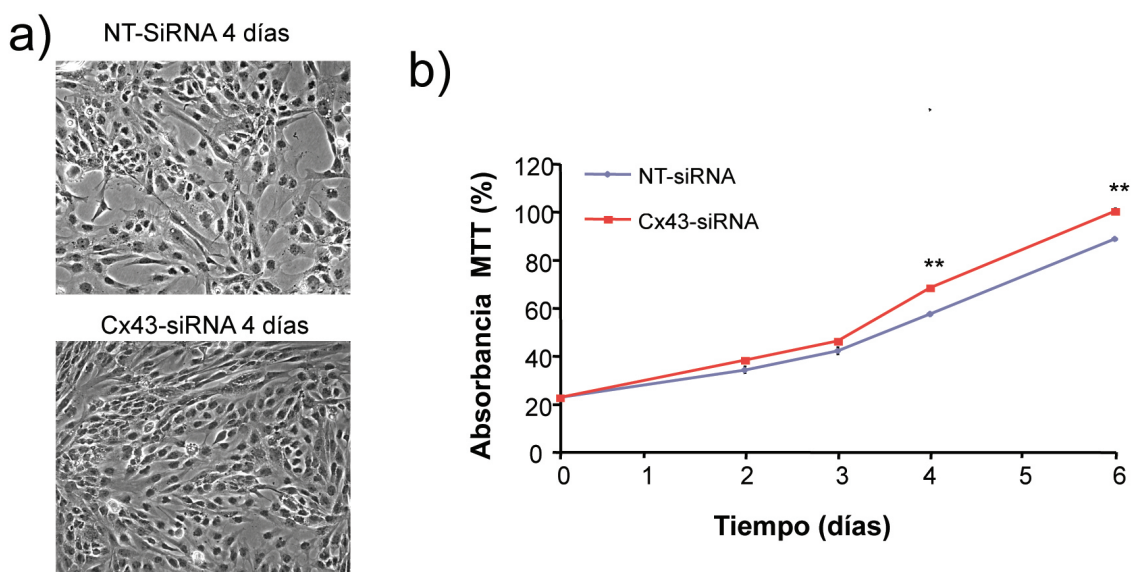 a)
NT-SiRNA 4 días
Cx43-siRNA 4 días
b)
Absorbancia MTT (%)
120
100
80
60
40
20
0
NT-siRNA
Cx43-siRNA
**
**
0 1 2 3 4 5 6
Tiempo (días)